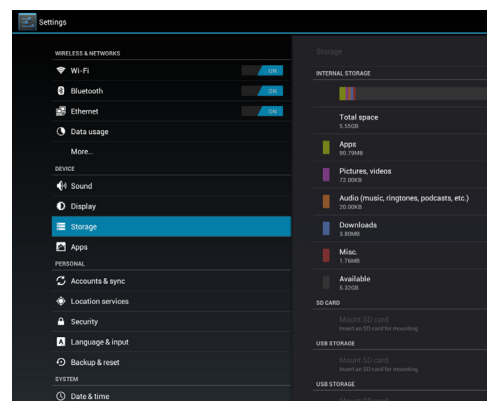 Settings
WIRELESS & NETWORKS
Wi-Fi ON
Bluetooth ON
Ethernet ON
Data usage
More...
DEVICE
Sound
Display
Storage
Apps
PERSONAL
Accounts & sync
Location services
Security
Language & input
Backup & reset
SYSTEM
Date & time
Storage
INTERNAL STORAGE
Total space
5.55GB
Apps
90.79MB
Pictures, videos
72.00KB
Audio (music, ringtones, podcasts, etc.)
20.00KB
Downloads
3.80MB
Misc.
1.76MB
Available
5.32GB
SD CARD
Mount SD card
Insert an SD card for mounting
USB STORAGE
Mount SD card
Insert an SD card for mounting
USB STORAGE
Mount SD card